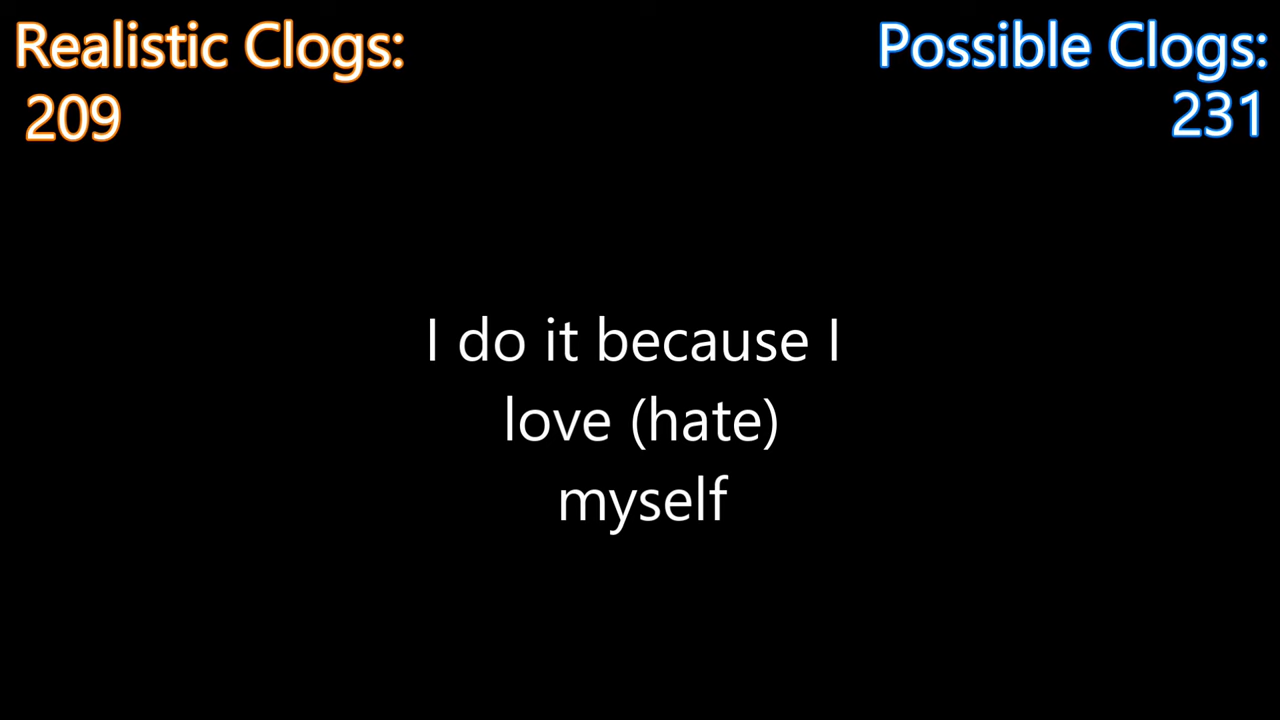 Realistic Clogs:
209
Possible Clogs:
231
I do it because I
love (hate)
myself